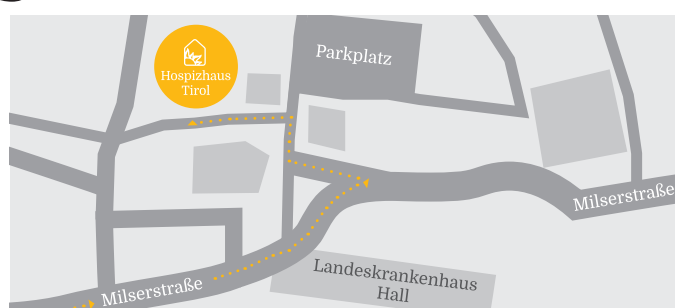 Parkplatz
Hospizhaus
Tirol
Milserstraße
Landeskrankenhaus
Hall
Milserstraße